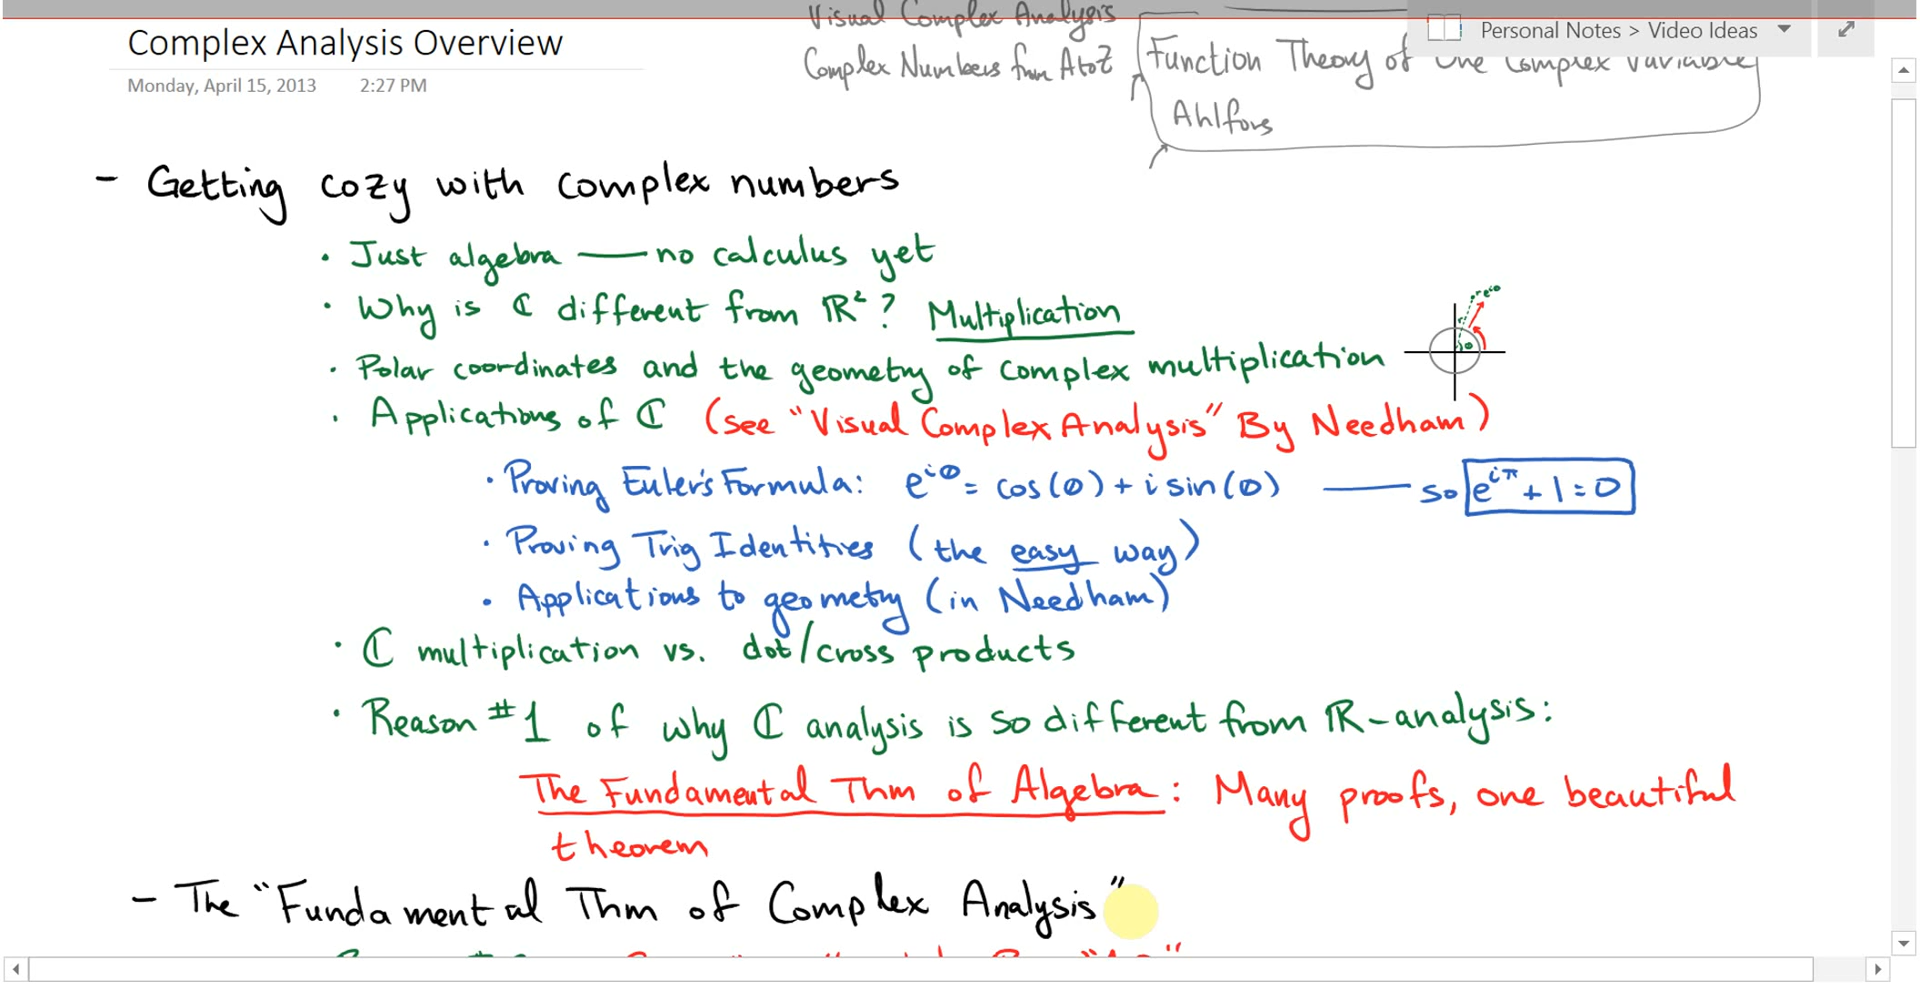 Visual Complex Analysis
Personal Notes > Video Ideas
Complex Analysis Overview
Complex Numbers from A to Z
Function Theory of One Complex Variable
Monday, April 15, 2013 2:27 PM
Ahlfors
- Getting cozy with complex numbers
• Just algebra — no calculus yet
• Why is ℂ different from ℝ²? Multiplication
re^{iθ}
r
θ
• Polar coordinates and the geometry of complex multiplication
• Applications of ℂ (see "Visual Complex Analysis" By Needham)
• Proving Euler's Formula: e^{iθ} = cos(θ) + i sin(θ) — so e^{iπ} + 1 = 0
• Proving Trig Identities (the easy way)
• Applications to geometry (in Needham)
• ℂ multiplication vs. dot/cross products
• Reason #1 of why ℂ analysis is so different from ℝ-analysis:
The Fundamental Thm of Algebra: Many proofs, one beautiful
theorem
- The "Fundamental Thm of Complex Analysis"